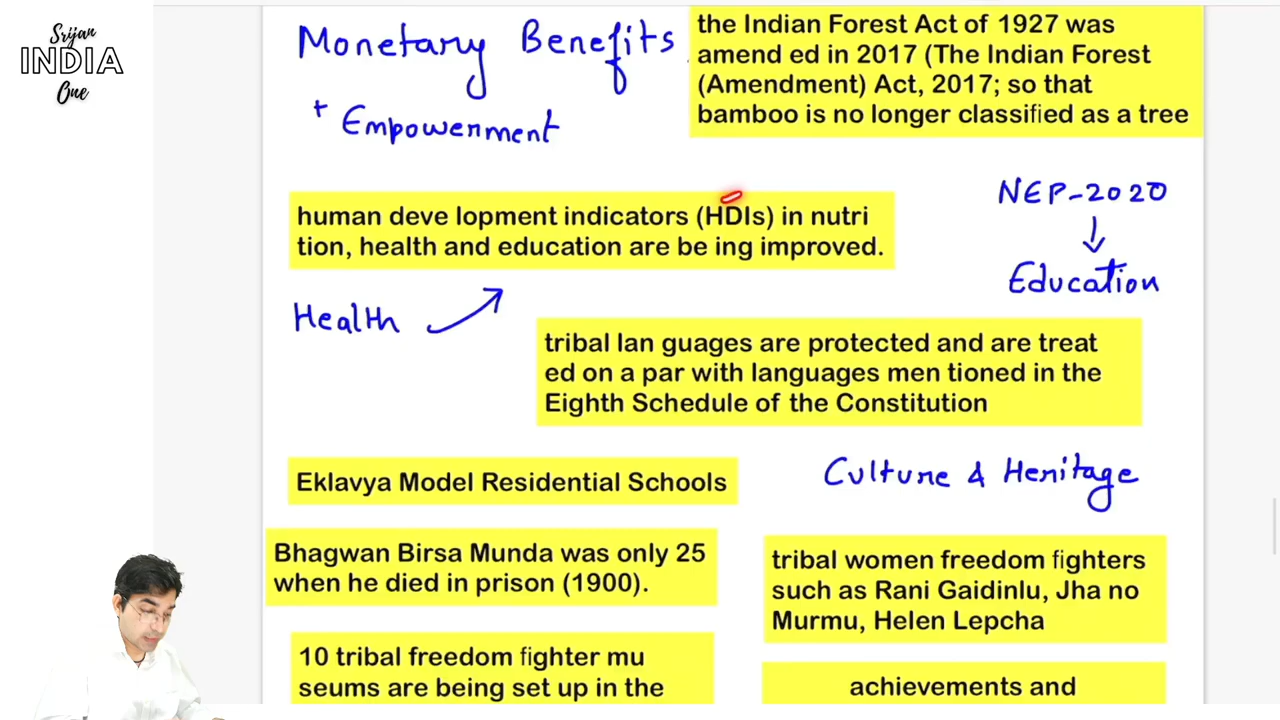 Srijan
INDIA
One
Monetary Benefits
+ Empowerment
the Indian Forest Act of 1927 was
amend ed in 2017 (The Indian Forest
(Amendment) Act, 2017; so that
bamboo is no longer classified as a tree
human deve lopment indicators (HDIs) in nutri
tion, health and education are be ing improved.
NEP-2020
↓
Education
Health
tribal lan guages are protected and are treat
ed on a par with languages men tioned in the
Eighth Schedule of the Constitution
Eklavya Model Residential Schools
Culture & Heritage
Bhagwan Birsa Munda was only 25
when he died in prison (1900).
tribal women freedom fighters
such as Rani Gaidinlu, Jha no
Murmu, Helen Lepcha
10 tribal freedom fighter mu
seums are being set up in the
achievements and